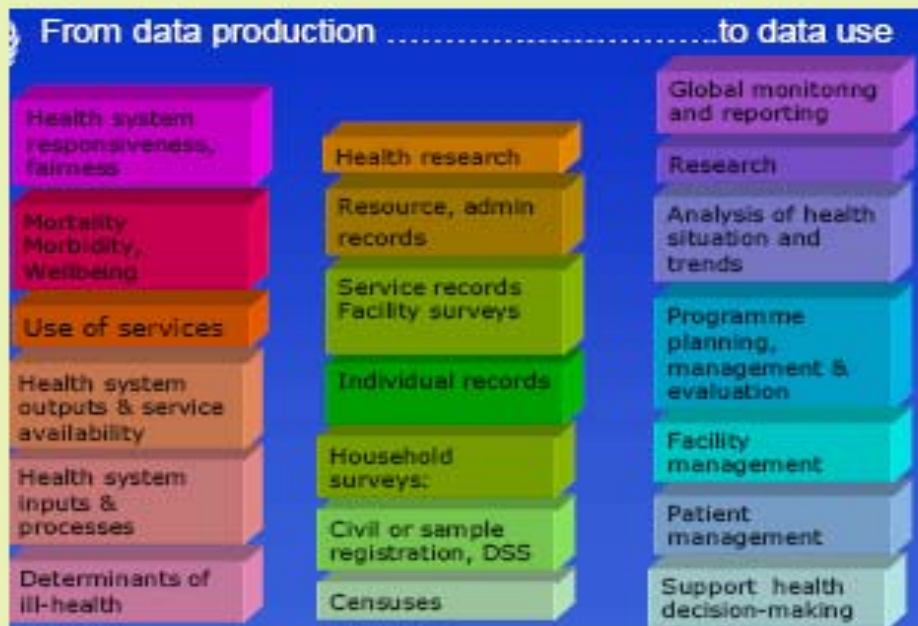 From data production ..............................to data use
Health system
responsiveness,
fairness
Mortality
Morbidity,
Wellbeing
Use of services
Health system
outputs & service
availability
Health system
inputs &
processes
Determinants of
ill-health
Health research
Resource, admin
records
Service records
Facility surveys
Individual records
Household
surveys:
Civil or sample
registration, DSS
Censuses
Global monitoring
and reporting
Research
Analysis of health
situation and
trends
Programme
planning,
management &
evaluation
Facility
management
Patient
management
Support health
decision-making